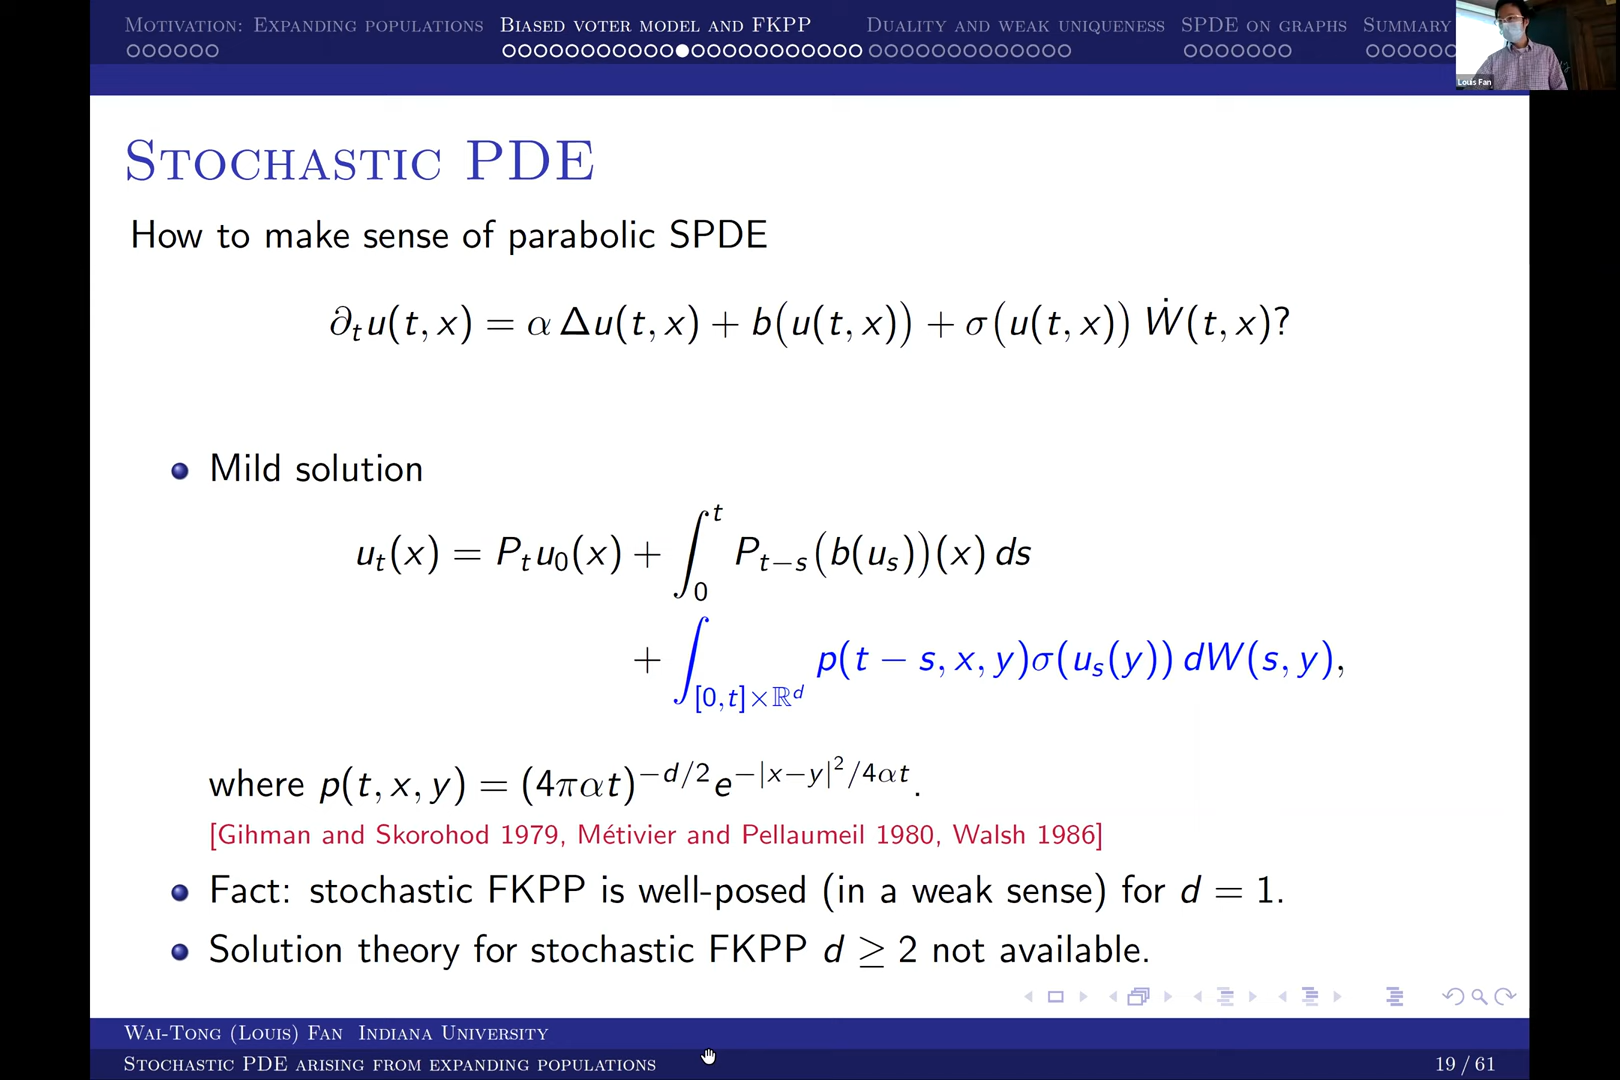 MOTIVATION: EXPANDING POPULATIONS BIASED VOTER MODEL AND FKPP DUALITY AND WEAK UNIQUENESS SPDE ON GRAPHS SUMMARY
Louis Fan
STOCHASTIC PDE
How to make sense of parabolic SPDE
∂ₜu(t, x) = α Δu(t, x) + b(u(t, x)) + σ(u(t, x)) Ẇ(t, x)?
Mild solution
uₜ(x) = Pₜu₀(x) + ∫₀ᵗ Pₜ₋ₛ(b(uₛ))(x) ds
+ ∫_{[0,t]×ℝᵈ} p(t − s, x, y)σ(uₛ(y)) dW(s, y),
where p(t, x, y) = (4παt)^{−d/2} e^{−|x−y|²/4αt}.
[Gihman and Skorohod 1979, Métivier and Pellaumeil 1980, Walsh 1986]
Fact: stochastic FKPP is well-posed (in a weak sense) for d = 1.
Solution theory for stochastic FKPP d ≥ 2 not available.
WAI-TONG (LOUIS) FAN INDIANA UNIVERSITY
STOCHASTIC PDE ARISING FROM EXPANDING POPULATIONS 19 / 61